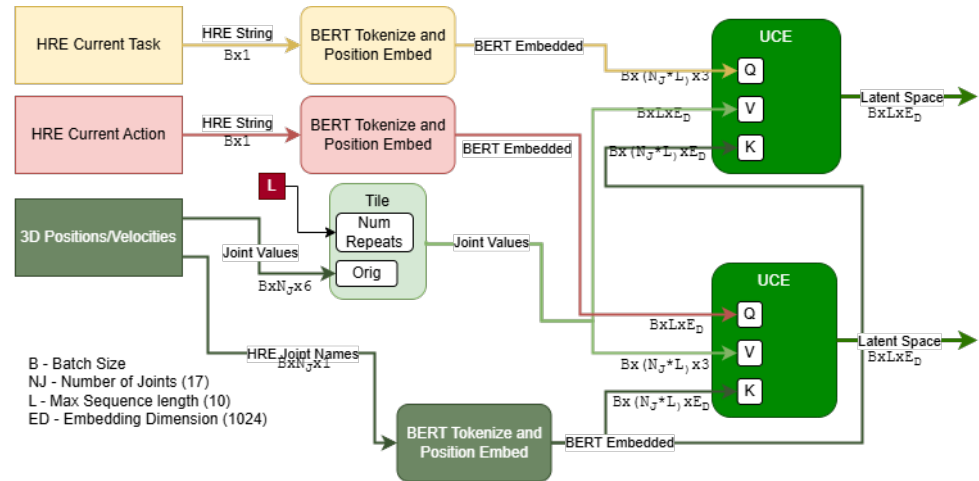 HRE Current Task
HRE String
Bx1
BERT Tokenize and
Position Embed
BERT Embedded
UCE
Bx(NJ*L)x3
Q
BxLxED
V
Bx(NJ*L)xED
K
Latent Space
BxLxED
HRE Current Action
HRE String
Bx1
BERT Tokenize and
Position Embed
BERT Embedded
L
Tile
Num
Repeats
Orig
3D Positions/Velocities
Joint Values
BxNJx6
Joint Values
UCE
BxLxED
Q
Bx(NJ*L)x3
V
Bx(NJ*L)xED
K
Latent Space
BxLxED
HRE Joint Names
BxNJx1
B - Batch Size
NJ - Number of Joints (17)
L - Max Sequence length (10)
ED - Embedding Dimension (1024)
BERT Tokenize and
Position Embed
BERT Embedded